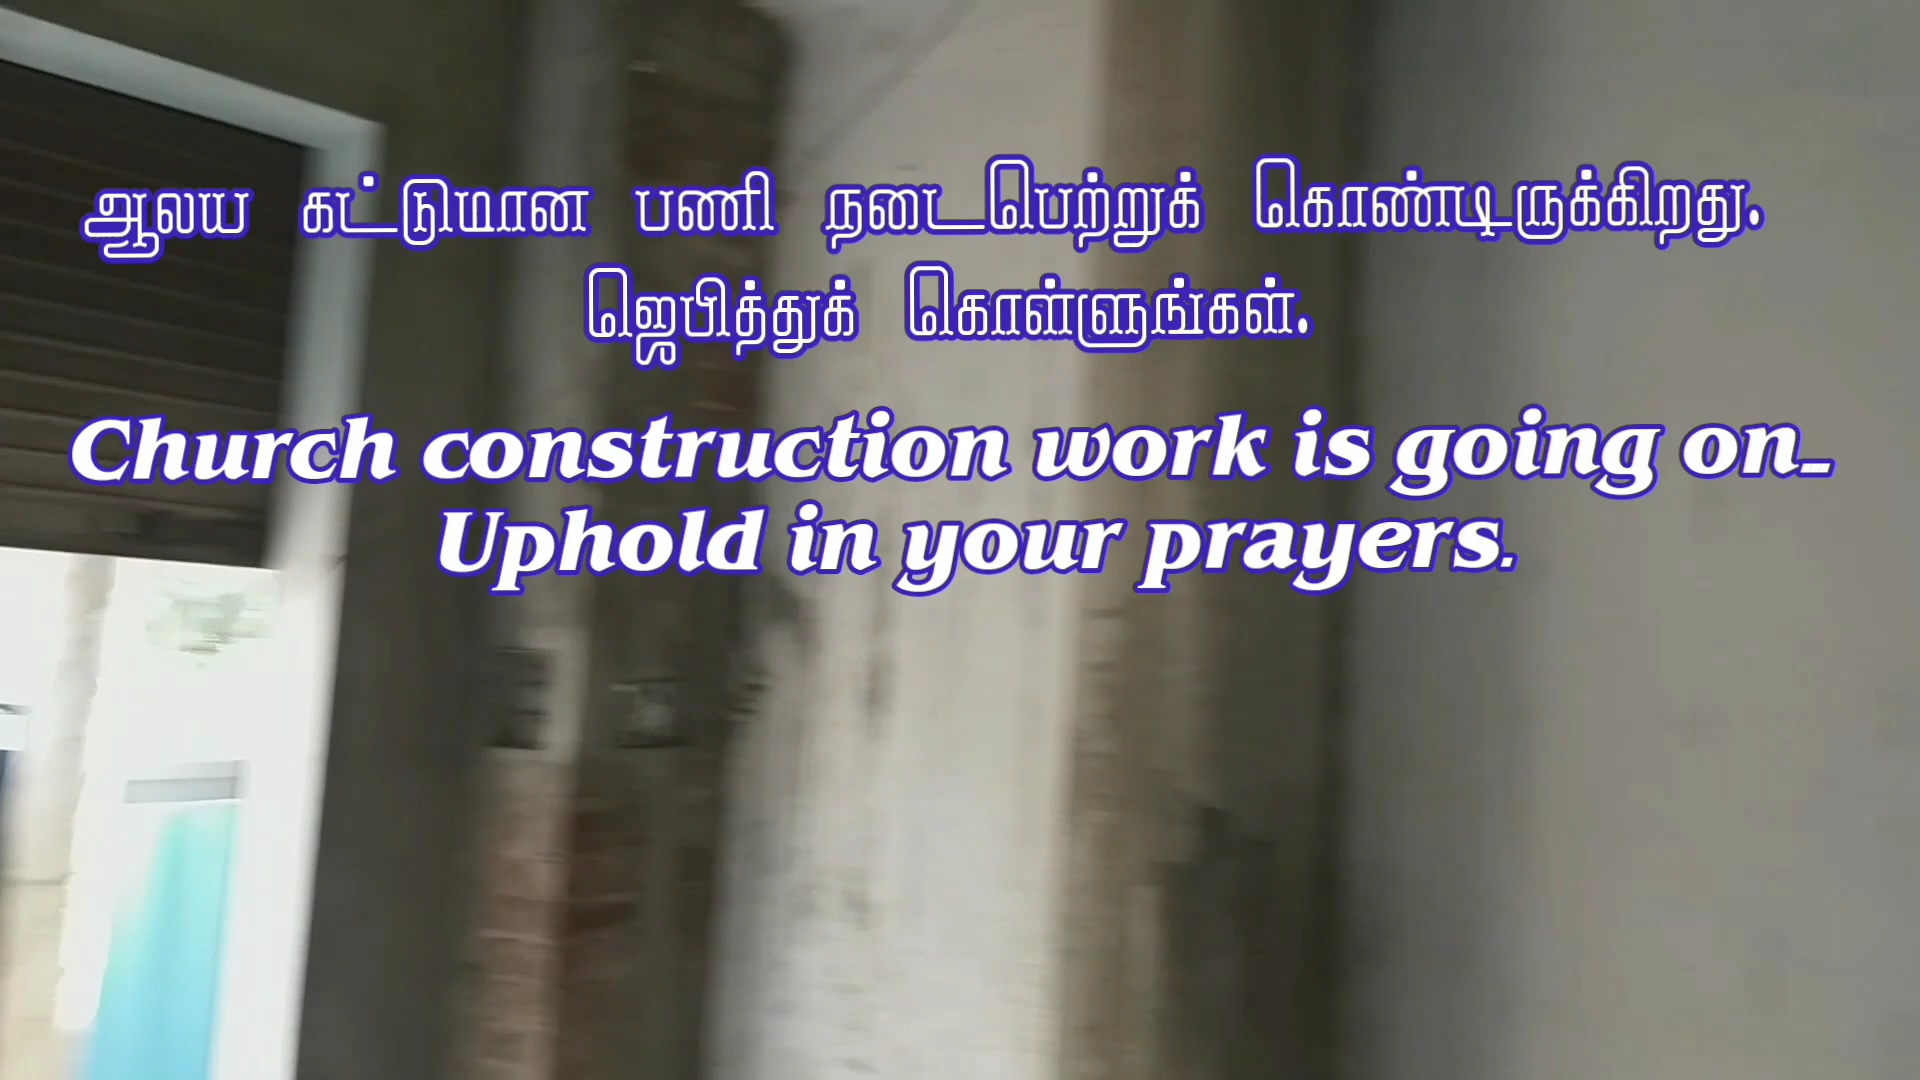 ஆலய கட்டுமான பணி நடைபெற்றுக் கொண்டிருக்கிறது.
ஜெபித்துக் கொள்ளுங்கள்.
Church construction work is going on..
Uphold in your prayers.